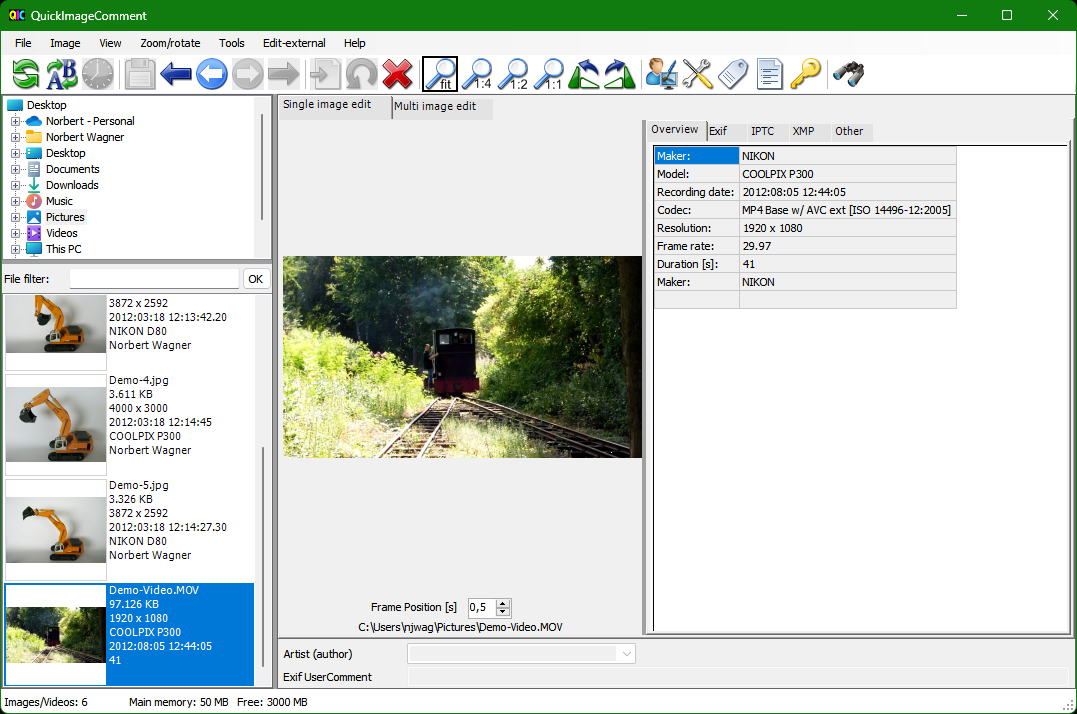 QIC QuickImageComment
File Image View Zoom/rotate Tools Edit-external Help
A B fit 1:4 1:2 1:1
Desktop
Norbert - Personal
Norbert Wagner
Desktop
Documents
Downloads
Music
Pictures
Videos
This PC
File filter: OK
3872 x 2592
2012:03:18 12:13:42.20
NIKON D80
Norbert Wagner
Demo-4.jpg
3.611 KB
4000 x 3000
2012:03:18 12:14:45
COOLPIX P300
Norbert Wagner
Demo-5.jpg
3.326 KB
3872 x 2592
2012:03:18 12:14:27.30
NIKON D80
Norbert Wagner
Demo-Video.MOV
97.126 KB
1920 x 1080
COOLPIX P300
2012:08:05 12:44:05
41
Single image edit Multi image edit
Frame Position [s] 0,5
C:\Users\njwag\Pictures\Demo-Video.MOV
Overview Exif IPTC XMP Other
Maker: NIKON
Model: COOLPIX P300
Recording date: 2012:08:05 12:44:05
Codec: MP4 Base w/ AVC ext [ISO 14496-12:2005]
Resolution: 1920 x 1080
Frame rate: 29.97
Duration [s]: 41
Maker: NIKON
Artist (author)
Exif UserComment
Images/Videos: 6 Main memory: 50 MB Free: 3000 MB